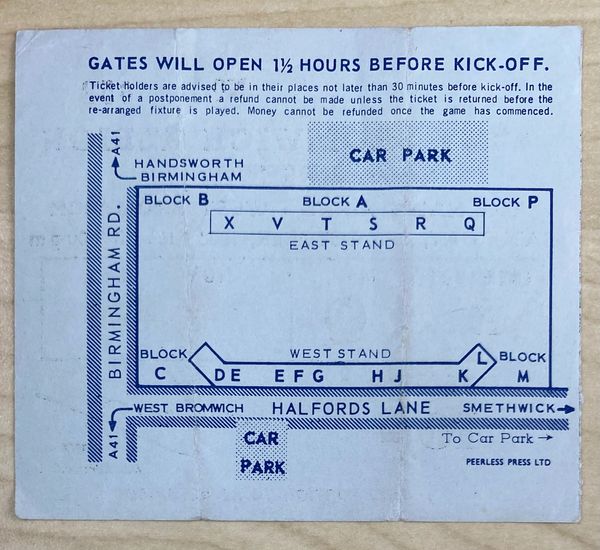 GATES WILL OPEN 1½ HOURS BEFORE KICK-OFF.
Ticket holders are advised to be in their places not later than 30 minutes before kick-off. In the
event of a postponement a refund cannot be made unless the ticket is returned before the
re-arranged fixture is played. Money cannot be refunded once the game has commenced.
A41
HANDSWORTH
BIRMINGHAM
CAR PARK
BLOCK B
BLOCK A
BLOCK P
X V T S R Q
EAST STAND
BIRMINGHAM RD.
BLOCK
C
WEST STAND
D E E F G H J K
L
BLOCK
M
A41
WEST BROMWICH
HALFORDS LANE
SMETHWICK
CAR
PARK
To Car Park
PEERLESS PRESS LTD